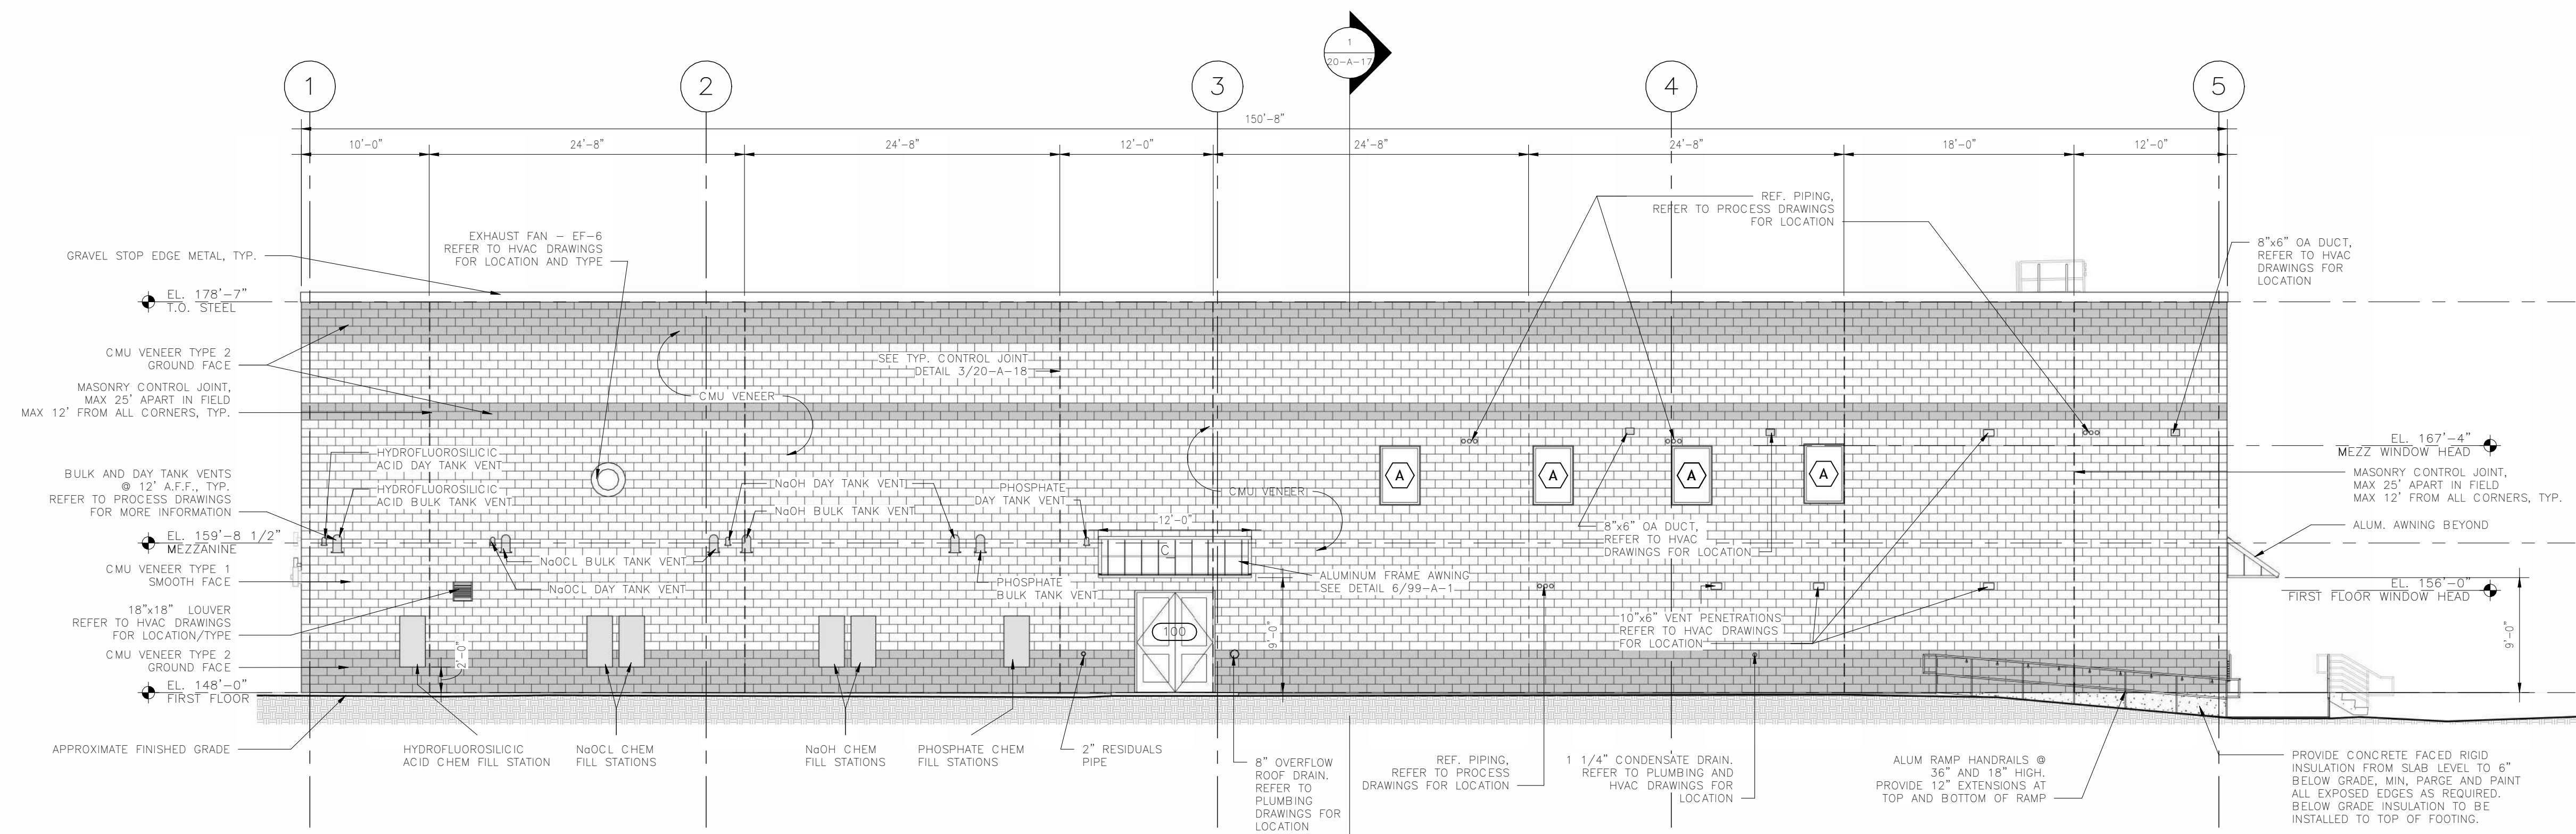 1
20-A-17
1
2
3
4
5
150'-8"
10'-0"
24'-8"
24'-8"
12'-0"
24'-8"
24'-8"
18'-0"
12'-0"
REF. PIPING,
REFER TO PROCESS DRAWINGS
FOR LOCATION
EXHAUST FAN - EF-6
REFER TO HVAC DRAWINGS
FOR LOCATION AND TYPE
8"x6" OA DUCT,
REFER TO HVAC
DRAWINGS FOR
LOCATION
GRAVEL STOP EDGE METAL, TYP.
EL. 178'-7"
T.O. STEEL
CMU VENEER TYPE 2
GROUND FACE
SEE TYP. CONTROL JOINT
DETAIL 3/20-A-18
MASONRY CONTROL JOINT,
MAX 25' APART IN FIELD
MAX 12' FROM ALL CORNERS, TYP.
CMU VENEER
EL. 167'-4"
MEZZ WINDOW HEAD
HYDROFLUOROSILICIC
ACID DAY TANK VENT
BULK AND DAY TANK VENTS
@ 12' A.F.F., TYP.
REFER TO PROCESS DRAWINGS
FOR MORE INFORMATION
HYDROFLUOROSILICIC
ACID BULK TANK VENT
NaOH DAY TANK VENT
NaOH BULK TANK VENT
PHOSPHATE
DAY TANK VENT
CMU VENEER
A
A
A
A
MASONRY CONTROL JOINT,
MAX 25' APART IN FIELD
MAX 12' FROM ALL CORNERS, TYP.
12'-0"
8"x6" OA DUCT,
REFER TO HVAC
DRAWINGS FOR LOCATION
ALUM. AWNING BEYOND
EL. 159'-8 1/2"
MEZZANINE
C
NaOCL BULK TANK VENT
CMU VENEER TYPE 1
SMOOTH FACE
NaOCL DAY TANK VENT
PHOSPHATE
BULK TANK VENT
ALUMINUM FRAME AWNING
SEE DETAIL 6/99-A-1
EL. 156'-0"
FIRST FLOOR WINDOW HEAD
18"x18" LOUVER
REFER TO HVAC DRAWINGS
FOR LOCATION/TYPE
100
9'-0"
10"x6" VENT PENETRATIONS
REFER TO HVAC DRAWINGS
FOR LOCATION
9'-0"
CMU VENEER TYPE 2
GROUND FACE
2'-0"
EL. 148'-0"
FIRST FLOOR
APPROXIMATE FINISHED GRADE
HYDROFLUOROSILICIC
ACID CHEM FILL STATION
NaOCL CHEM
FILL STATIONS
NaOH CHEM
FILL STATIONS
PHOSPHATE CHEM
FILL STATIONS
2" RESIDUALS
PIPE
8" OVERFLOW
ROOF DRAIN.
REFER TO
PLUMBING
DRAWINGS FOR
LOCATION
REF. PIPING,
REFER TO PROCESS
DRAWINGS FOR LOCATION
1 1/4" CONDENSATE DRAIN.
REFER TO PLUMBING AND
HVAC DRAWINGS FOR
LOCATION
ALUM RAMP HANDRAILS @
36" AND 18" HIGH.
PROVIDE 12" EXTENSIONS AT
TOP AND BOTTOM OF RAMP
PROVIDE CONCRETE FACED RIGID
INSULATION FROM SLAB LEVEL TO 6"
BELOW GRADE, MIN, PARGE AND PAINT
ALL EXPOSED EDGES AS REQUIRED.
BELOW GRADE INSULATION TO BE
INSTALLED TO TOP OF FOOTING.